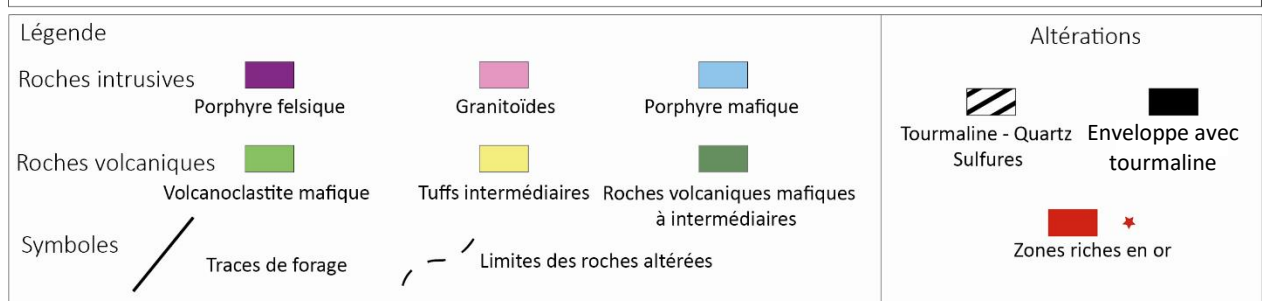 Légende
Altérations
Roches intrusives
Porphyre felsique
Granitoïdes
Porphyre mafique
Tourmaline - Quartz
Sulfures
Enveloppe avec
tourmaline
Roches volcaniques
Volcanoclastite mafique
Tuffs intermédiaires
Roches volcaniques mafiques
à intermédiaires
Zones riches en or
Symboles
Traces de forage
Limites des roches altérées